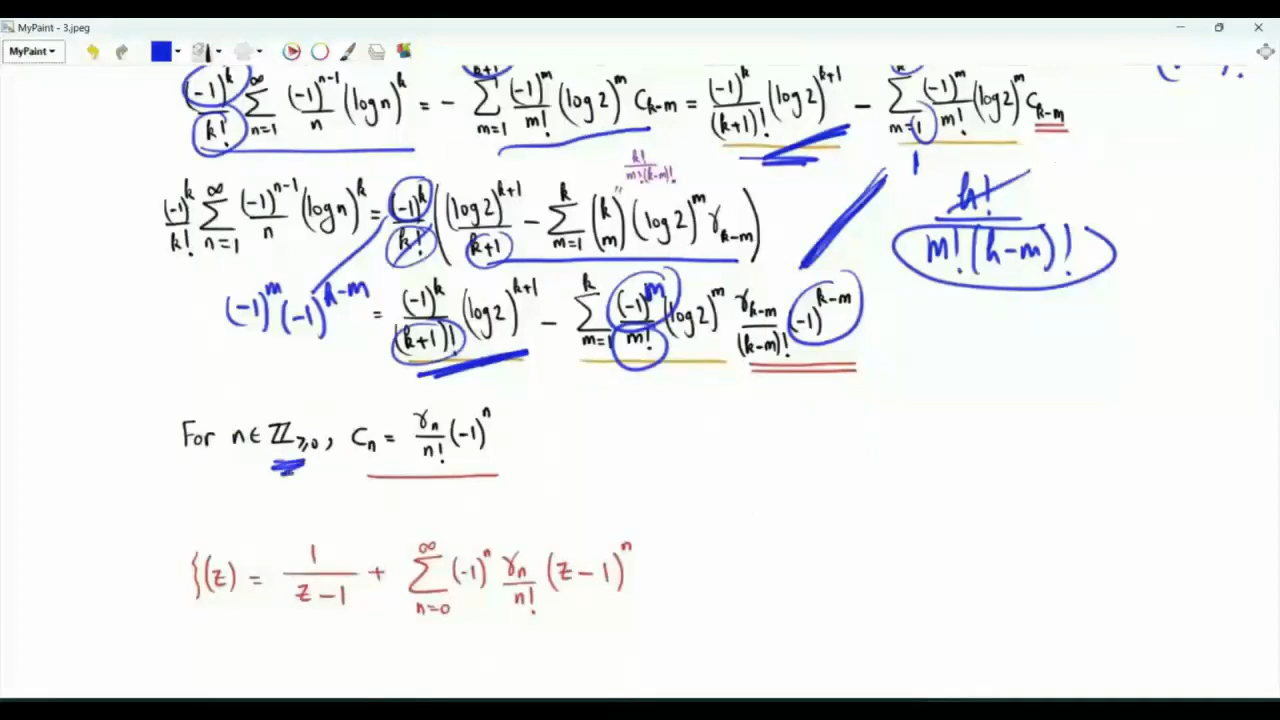 MyPaint - 3.jpeg
MyPaint
(-1)^k/k! ∑_{n=1}^∞ (-1)^{n-1}/n (log n)^k = - ∑_{m=1}^{k+1} (-1)^m/m! (log 2)^m C_{k-m} = (-1)^k/(k+1)! (log 2)^{k+1} - ∑_{m=1}^{k} (-1)^m/m! (log 2)^m C_{k-m}
1
k!/m!(k-m)!
(-1)^k/k! ∑_{n=1}^∞ (-1)^{n-1}/n (log n)^k = (-1)^k/k! ( (log 2)^{k+1}/k+1 - ∑_{m=1}^k (k m) (log 2)^m γ_{k-m} )
k!/m!(k-m)!
(-1)^m (-1)^{k-m}
= (-1)^k/(k+1)! (log 2)^{k+1} - ∑_{m=1}^k (-1)^m/m! (log 2)^m γ_{k-m}/(k-m)! (-1)^{k-m}
For n ∈ ℤ_{≥0}, C_n = γ_n/n! (-1)^n
ζ(z) = 1/z-1 + ∑_{n=0}^∞ (-1)^n γ_n/n! (z-1)^n